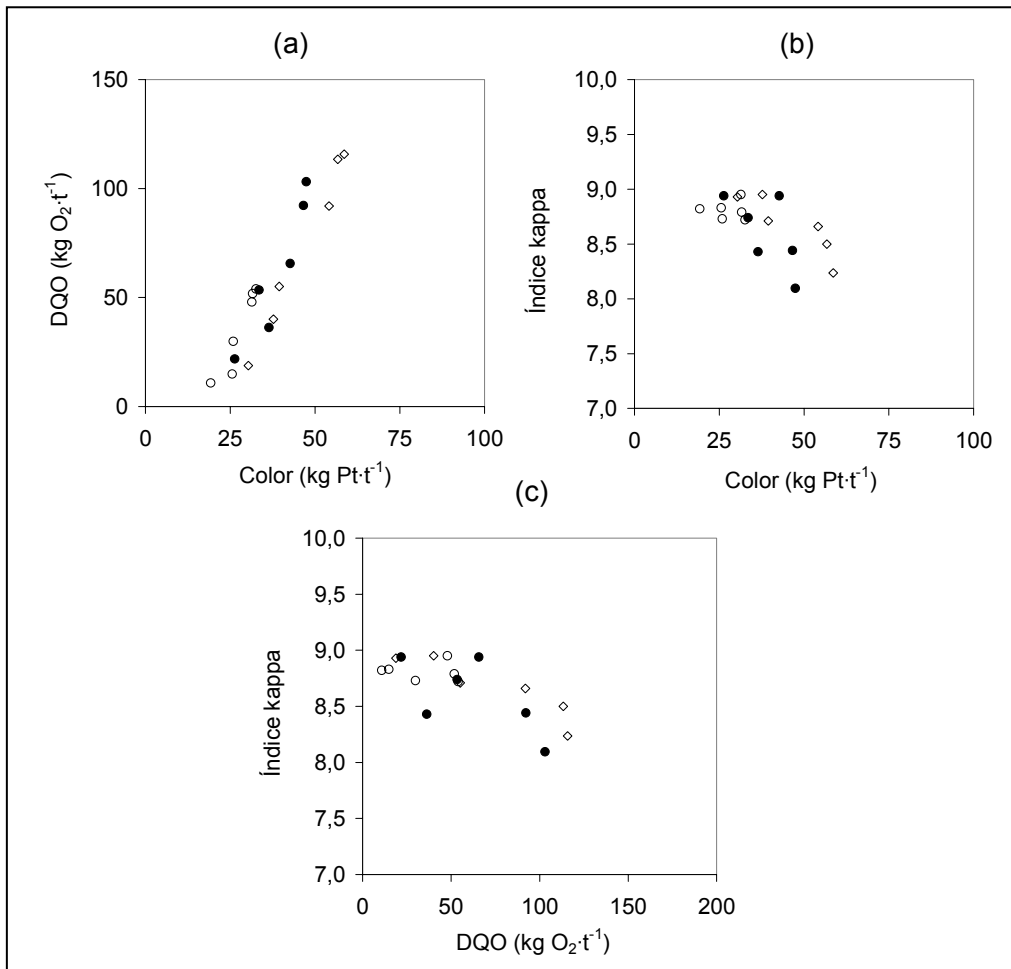 (a)
150
100
50
0
DQO (kg O₂·t⁻¹)
0 25 50 75 100
Color (kg Pt·t⁻¹)
(b)
10,0
9,5
9,0
8,5
8,0
7,5
7,0
Índice kappa
0 25 50 75 100
Color (kg Pt·t⁻¹)
(c)
10,0
9,5
9,0
8,5
8,0
7,5
7,0
Índice kappa
0 50 100 150 200
DQO (kg O₂·t⁻¹)